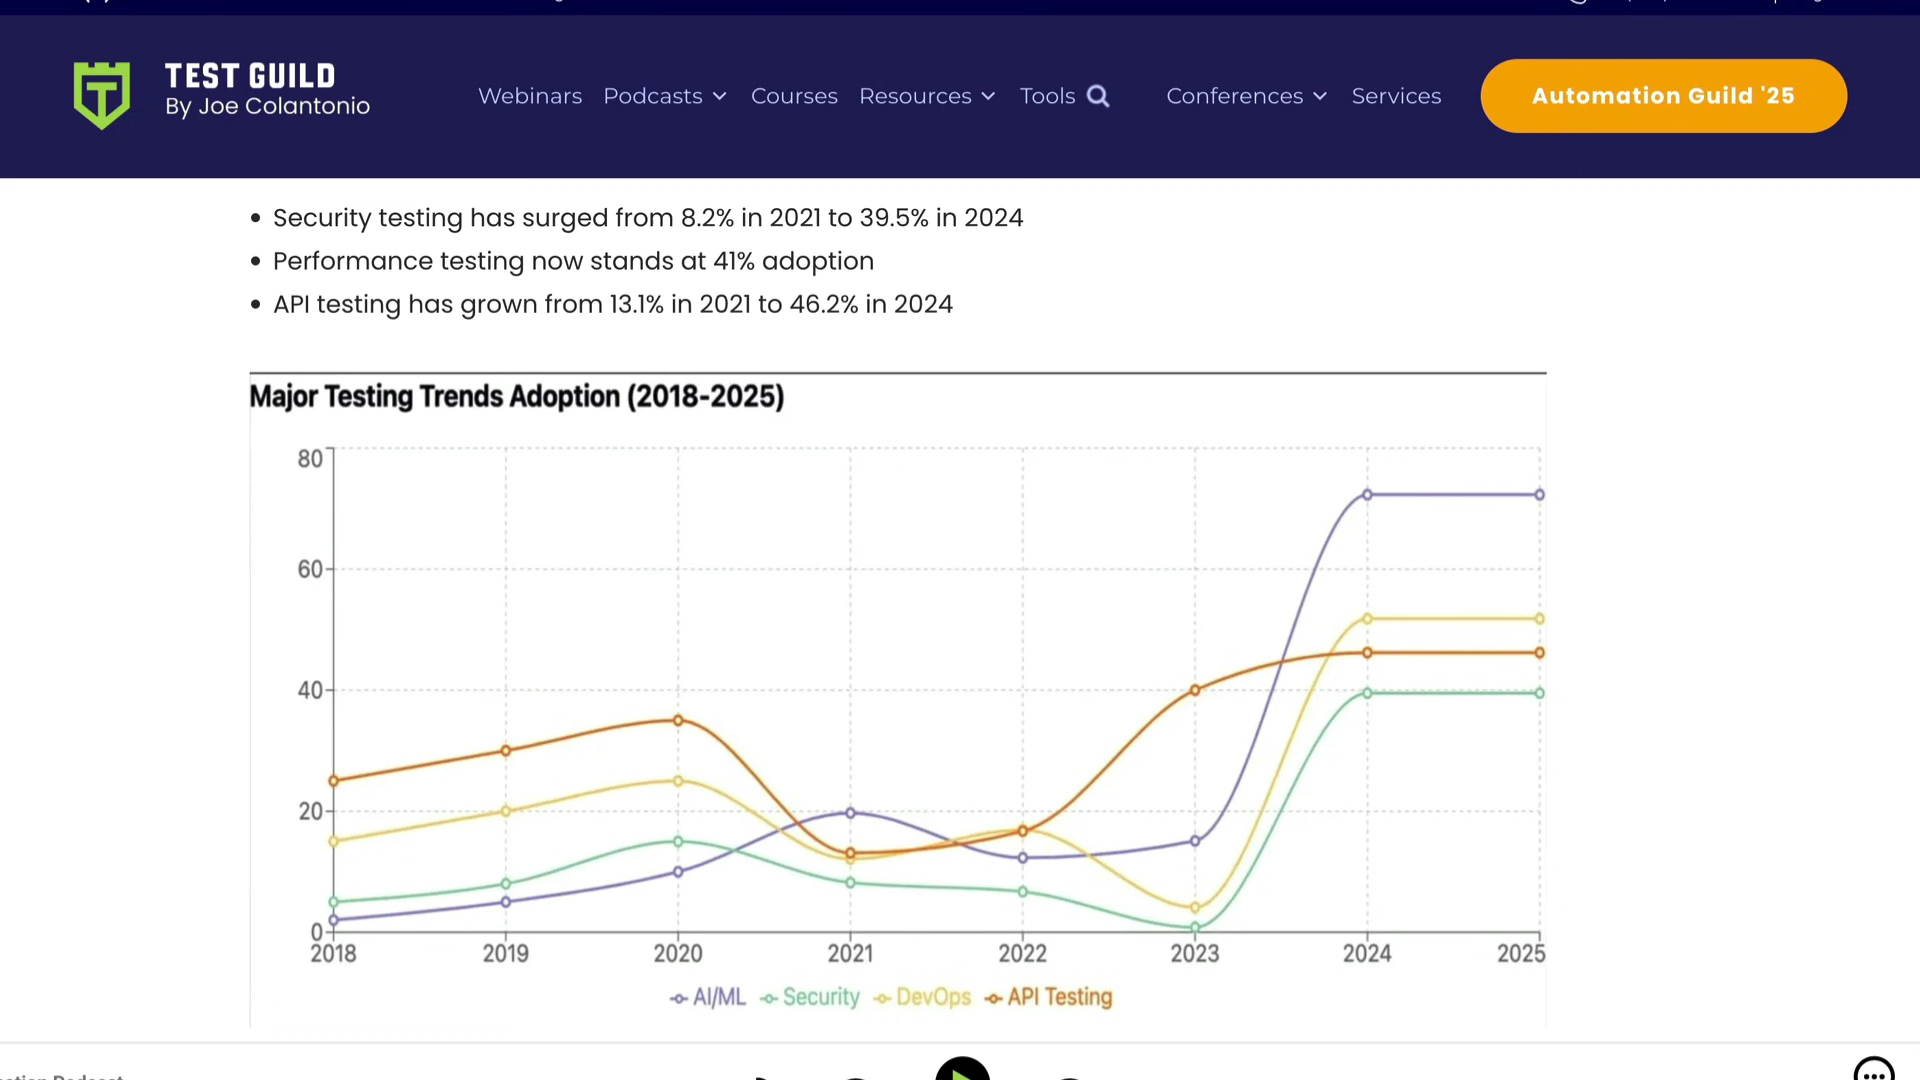 TEST GUILD
By Joe Colantonio
Webinars Podcasts Courses Resources Tools Conferences Services
Automation Guild '25
Security testing has surged from 8.2% in 2021 to 39.5% in 2024
Performance testing now stands at 41% adoption
API testing has grown from 13.1% in 2021 to 46.2% in 2024
Major Testing Trends Adoption (2018-2025)
80
60
40
20
0
2018 2019 2020 2021 2022 2023 2024 2025
AI/ML Security DevOps API Testing